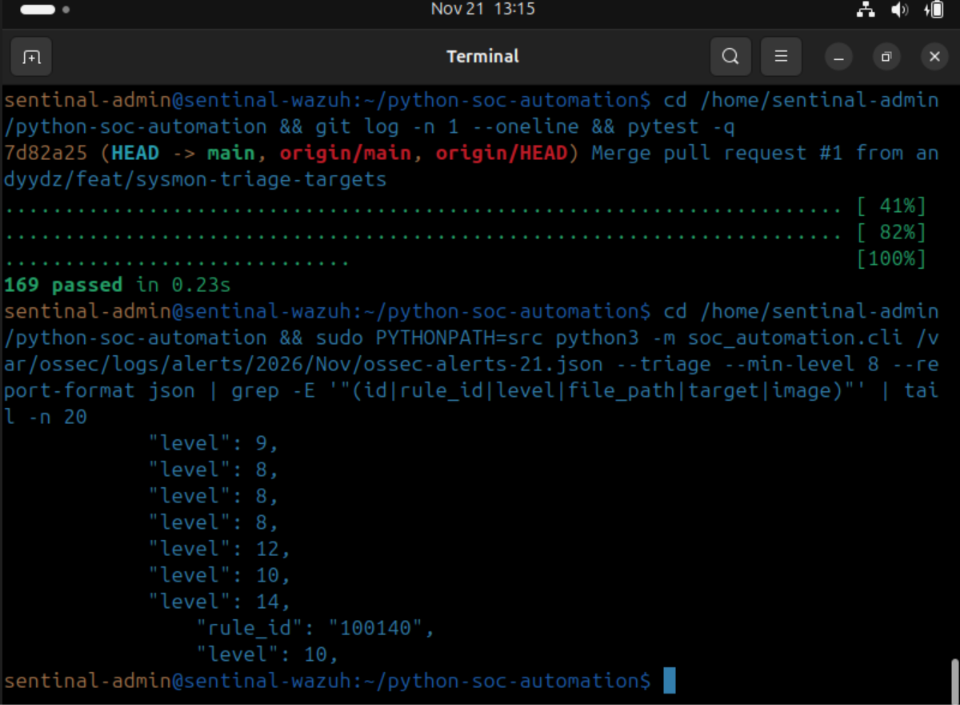 Nov 21 13:15
Terminal
sentinal-admin@sentinal-wazuh:~/python-soc-automation$ cd /home/sentinal-admin
/python-soc-automation && git log -n 1 --oneline && pytest -q
7d82a25 (HEAD -> main, origin/main, origin/HEAD) Merge pull request #1 from an
dyydz/feat/sysmon-triage-targets
...................................................................... [ 41%]
...................................................................... [ 82%]
............................. [100%]
169 passed in 0.23s
sentinal-admin@sentinal-wazuh:~/python-soc-automation$ cd /home/sentinal-admin
/python-soc-automation && sudo PYTHONPATH=src python3 -m soc_automation.cli /v
ar/ossec/logs/alerts/2026/Nov/ossec-alerts-21.json --triage --min-level 8 --re
port-format json | grep -E '"(id|rule_id|level|file_path|target|image)"' | tai
l -n 20
"level": 9,
"level": 8,
"level": 8,
"level": 8,
"level": 12,
"level": 10,
"level": 14,
"rule_id": "100140",
"level": 10,
sentinal-admin@sentinal-wazuh:~/python-soc-automation$